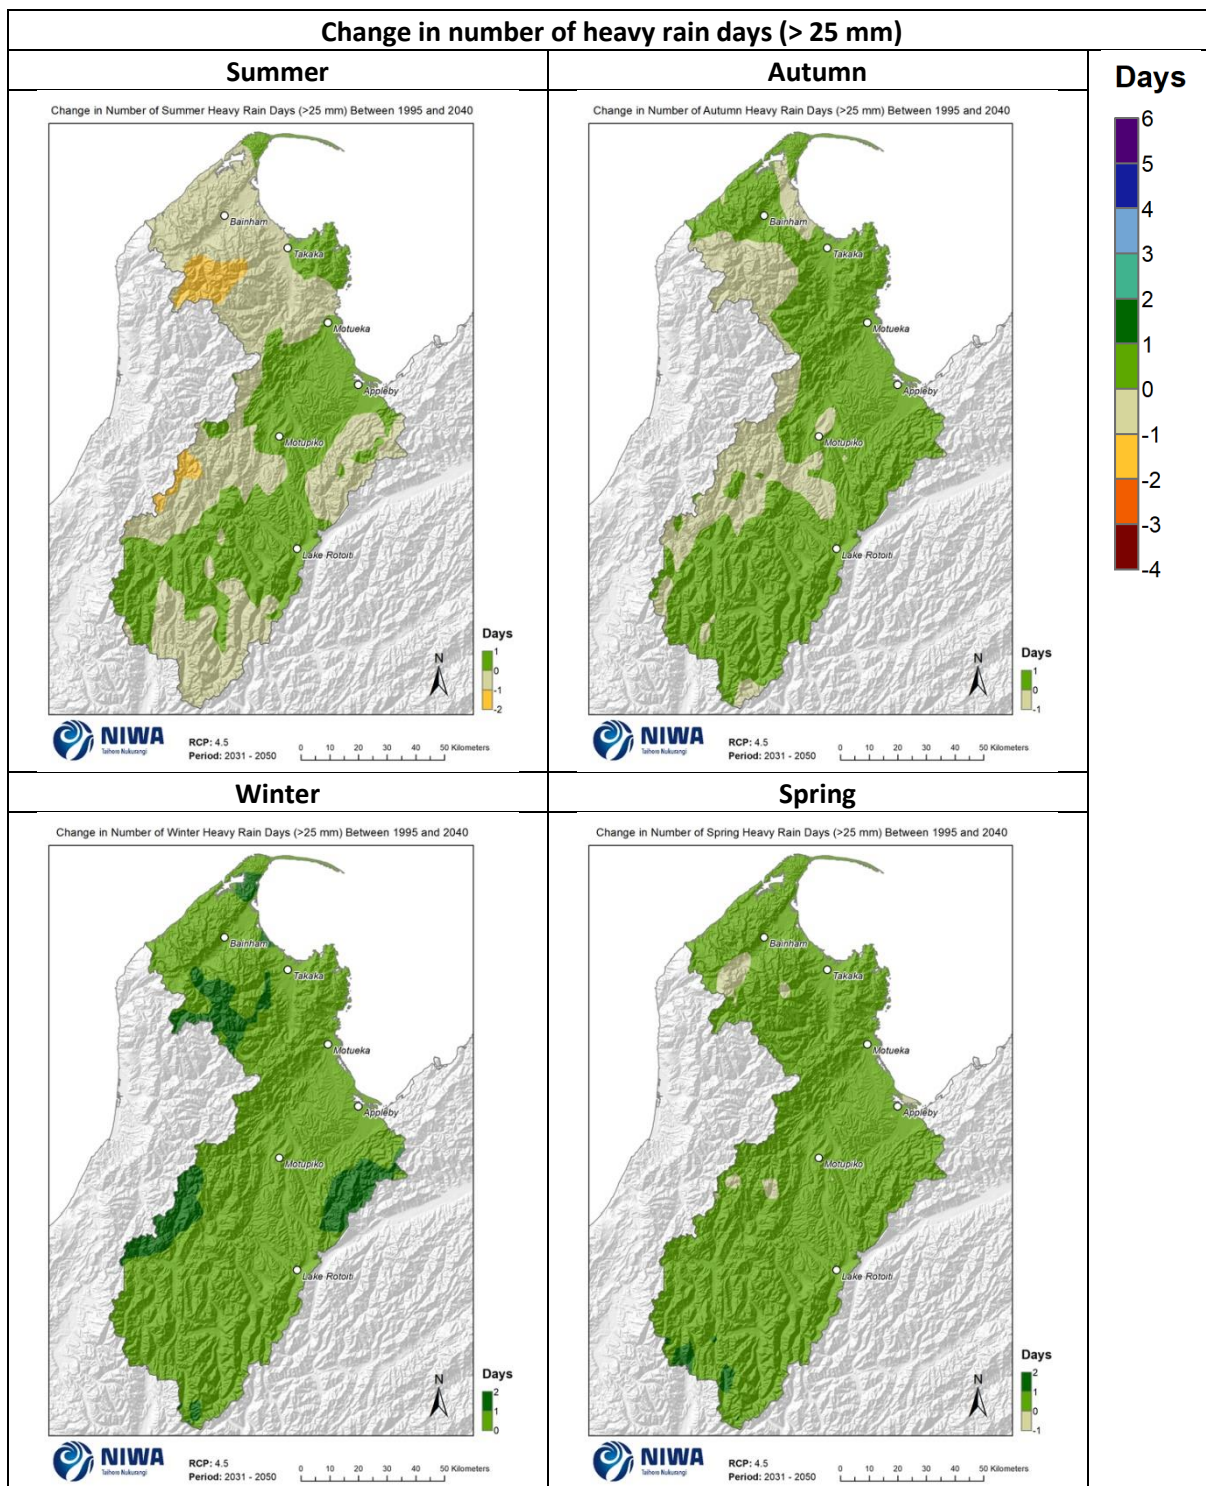 Change in number of heavy rain days (> 25 mm)
Summer
Autumn
Days
6
5
4
3
2
1
0
-1
-2
-3
-4
Change in Number of Summer Heavy Rain Days (>25 mm) Between 1995 and 2040
Bainham
Takaka
Motueka
Appleby
Motupiko
Lake Rotoiti
Days
1
0
-1
-2
N
NIWA
Taihoro Nukurangi
RCP: 4.5
Period: 2031 - 2050
0 10 20 30 40 50 Kilometers
Change in Number of Autumn Heavy Rain Days (>25 mm) Between 1995 and 2040
Bainham
Takaka
Motueka
Appleby
Motupiko
Lake Rotoiti
Days
1
0
-1
N
NIWA
Taihoro Nukurangi
RCP: 4.5
Period: 2031 - 2050
0 10 20 30 40 50 Kilometers
Winter
Spring
Change in Number of Winter Heavy Rain Days (>25 mm) Between 1995 and 2040
Bainham
Takaka
Motueka
Appleby
Motupiko
Lake Rotoiti
Days
2
1
0
N
NIWA
Taihoro Nukurangi
RCP: 4.5
Period: 2031 - 2050
0 10 20 30 40 50 Kilometers
Change in Number of Spring Heavy Rain Days (>25 mm) Between 1995 and 2040
Bainham
Takaka
Motueka
Appleby
Motupiko
Lake Rotoiti
Days
2
1
0
-1
N
NIWA
Taihoro Nukurangi
RCP: 4.5
Period: 2031 - 2050
0 10 20 30 40 50 Kilometers